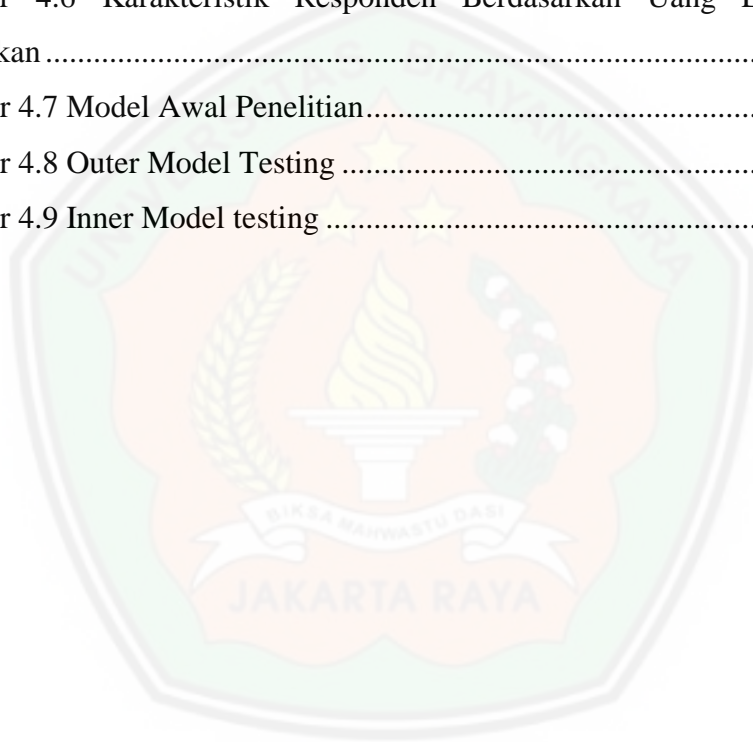 r 4.6 Karakteristik Responden Berdasarkan Uang
kan ................................................................................
r 4.7 Model Awal Penelitian ................................................
r 4.8 Outer Model Testing ...................................................
r 4.9 Inner Model testing .....................................................
UNIVERSITAS BHAYANGKARA
BIKSA MAHWASTU DASI
JAKARTA RAYA